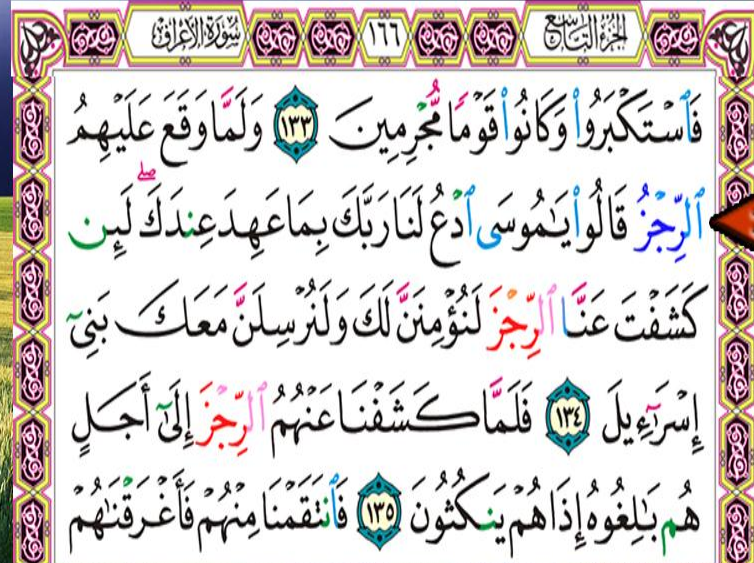 الجزء التاسع ١٦٦ سورة الأعراف
فَٱسْتَكْبَرُوا۟ وَكَانُوا۟ قَوْمًا مُّجْرِمِينَ ١٣٣ وَلَمَّا وَقَعَ عَلَيْهِمُ
ٱلرِّجْزُ قَالُوا۟ يَـٰمُوسَى ٱدْعُ لَنَا رَبَّكَ بِمَا عَهِدَ عِندَكَ ۖ لَئِن
كَشَفْتَ عَنَّا ٱلرِّجْزَ لَنُؤْمِنَنَّ لَكَ وَلَنُرْسِلَنَّ مَعَكَ بَنِىٓ
إِسْرَٰٓءِيلَ ١٣٤ فَلَمَّا كَشَفْنَا عَنْهُمُ ٱلرِّجْزَ إِلَىٰٓ أَجَلٍ
هُم بَـٰلِغُوهُ إِذَا هُمْ يَنكُثُونَ ١٣٥ فَٱنتَقَمْنَا مِنْهُمْ فَأَغْرَقْنَـٰهُمْ